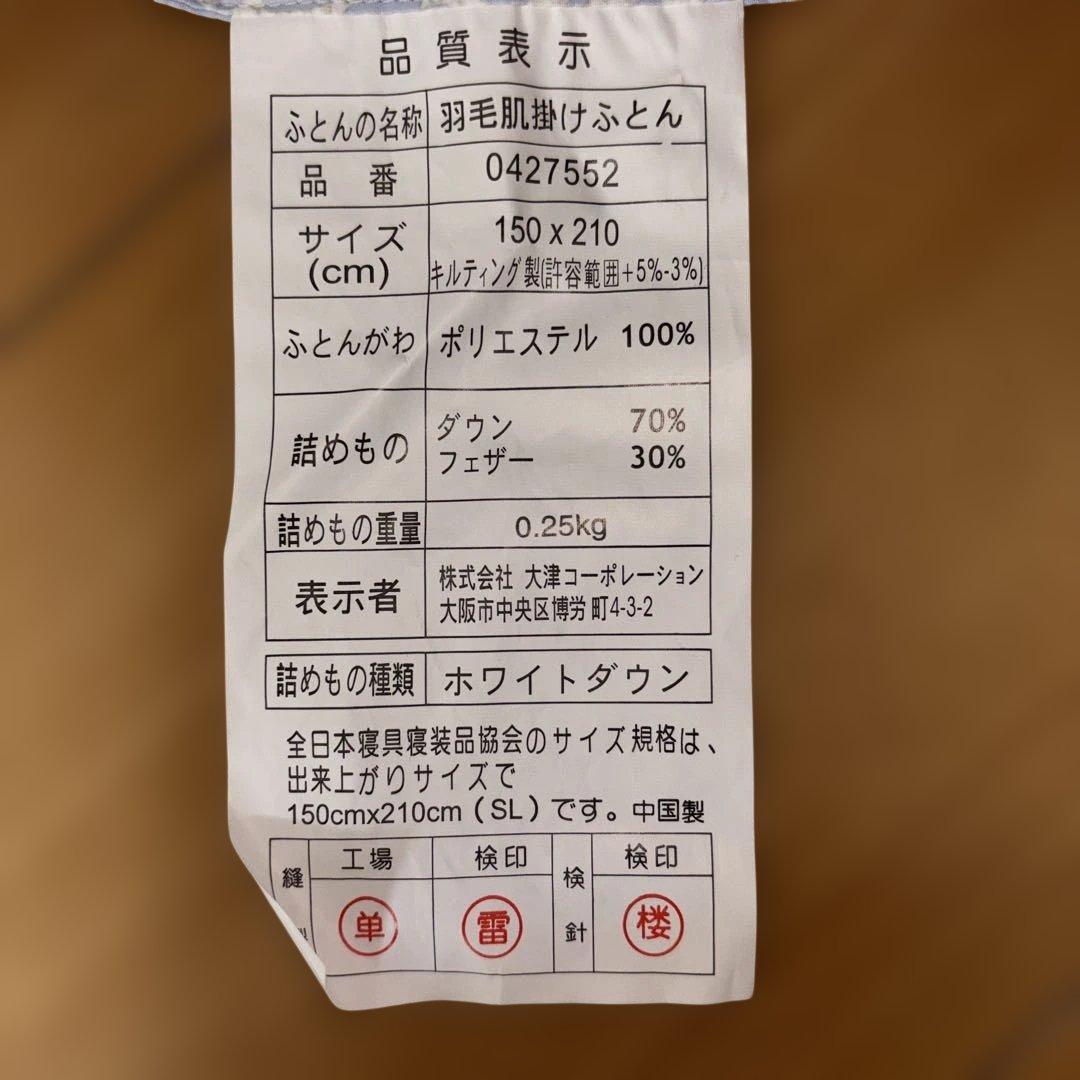 品質表示
ふとんの名称 羽毛肌掛けふとん
品 番 0427552
サイズ 150 x 210
(cm) キルティング製(許容範囲+5%-3%)
ふとんがわ ポリエステル 100%
ダウン 70%
詰めもの
フェザー 30%
詰めもの重量 0.25kg
株式会社 大津コーポレーション
表示者
大阪市中央区博労町4-3-2
詰めもの種類 ホワイトダウン
全日本寝具寝装品協会のサイズ規格は、
出来上がりサイズで
150cmx210cm(SL)です。中国製
縫 工場 検印 検針 検印
单 雷 楼